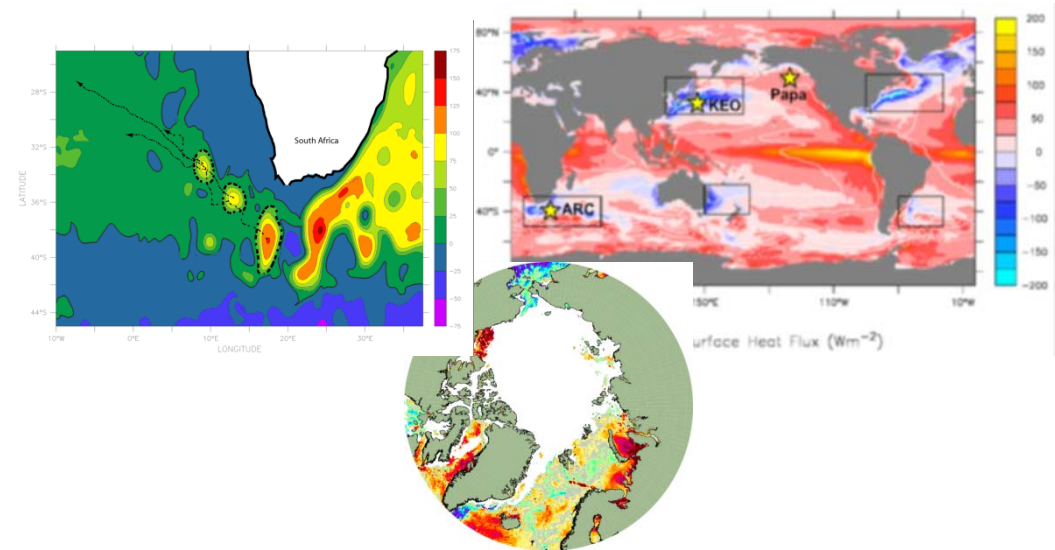 28°S
32°S
36°S
40°S
44°S
LATITUDE
10°W
0°
10°E
20°E
30°E
LONGITUDE
South Africa
175
150
125
100
75
50
25
0
−25
−50
−75
80°N
40°N
0°
40°S
KEO
Papa
ARC
150°E
110°W
10°W
200
150
100
50
25
0
−25
−50
−100
−150
−200
urface Heat Flux (Wm−2)